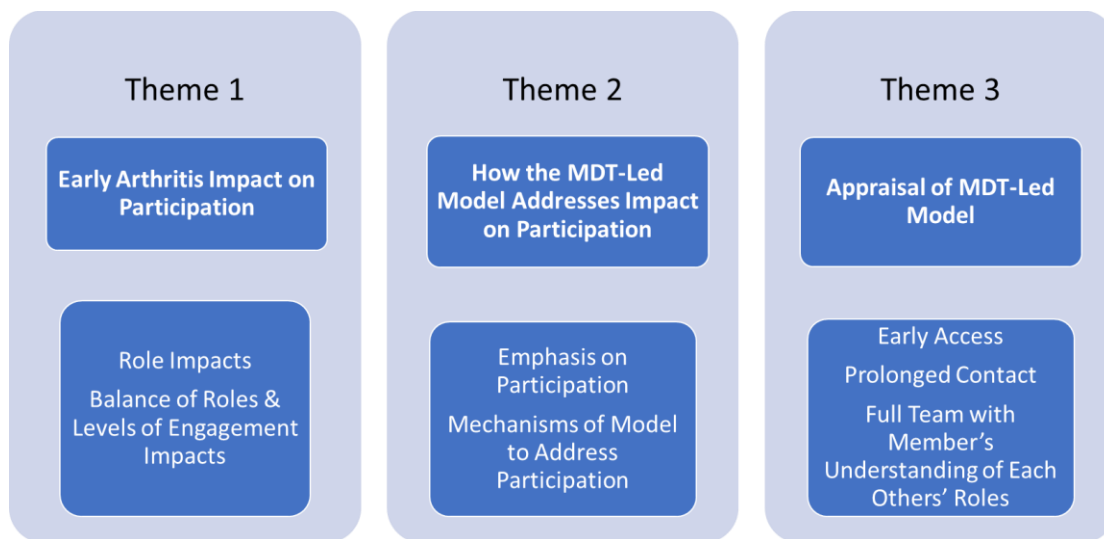 Theme 1
Early Arthritis Impact on
Participation
Role Impacts
Balance of Roles &
Levels of Engagement
Impacts
Theme 2
How the MDT-Led
Model Addresses Impact
on Participation
Emphasis on
Participation
Mechanisms of Model
to Address
Participation
Theme 3
Appraisal of MDT-Led
Model
Early Access
Prolonged Contact
Full Team with
Member’s
Understanding of Each
Others’ Roles